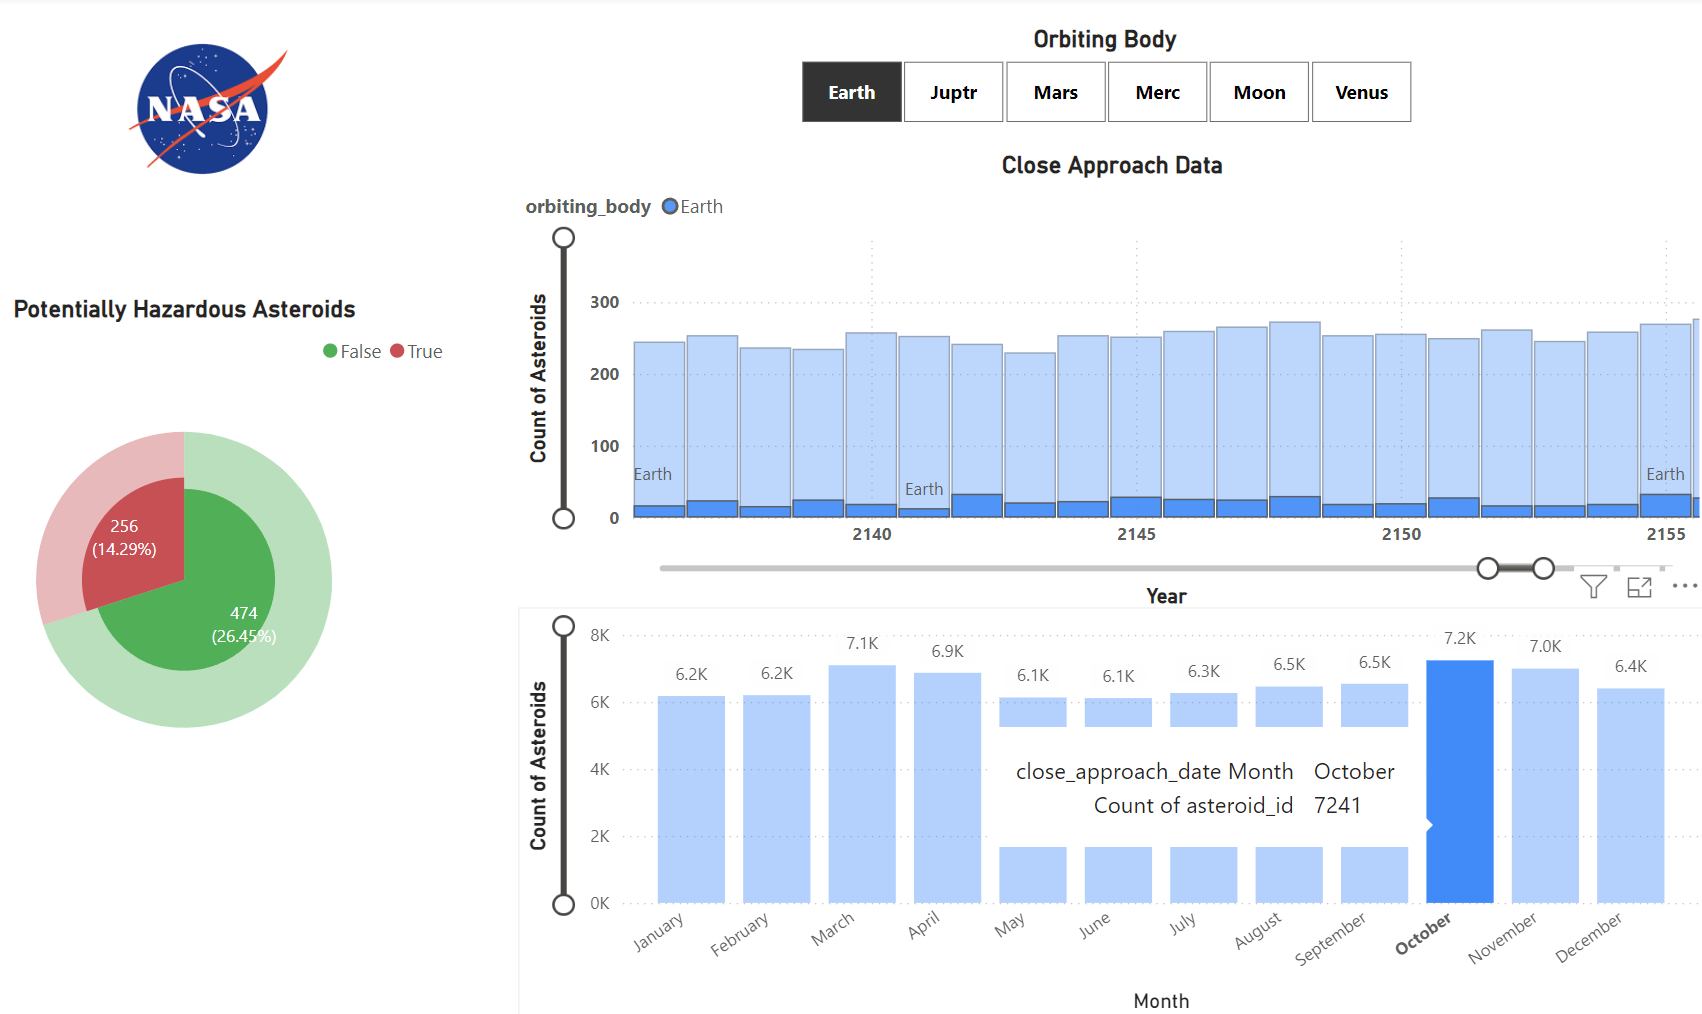 NASA
Orbiting Body
Earth Juptr Mars Merc Moon Venus
Close Approach Data
orbiting_body Earth
Count of Asteroids
300
200
100
0
Earth
Earth
Earth
2140 2145 2150 2155
Year
Potentially Hazardous Asteroids
False True
256
(14.29%)
474
(26.45%)
Count of Asteroids
8K
6K
4K
2K
0K
6.2K 6.2K 7.1K 6.9K 6.1K 6.1K 6.3K 6.5K 6.5K 7.2K 7.0K 6.4K
close_approach_date Month October
Count of asteroid_id 7241
January February March April May June July August September October November December
Month